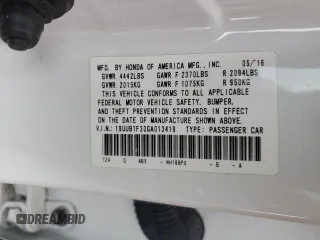 MFD. BY HONDA OF AMERICA MFG., INC. 05/16
GVWR 4442LBS GAWR F 2370LBS R 2094LBS
GVWR 2015KG GAWR F 1075KG R 950KG
THIS VEHICLE CONFORMS TO ALL APPLICABLE
FEDERAL MOTOR VEHICLE SAFETY, BUMPER,
AND THEFT PREVENTION STANDARDS IN EFFECT ON
THE DATE OF MANUFACTURE SHOWN ABOVE.
V.I.N.: 19UUB1F30GA013419 TYPE: PASSENGER CAR
G NH788PX - B - A
DREAMBID